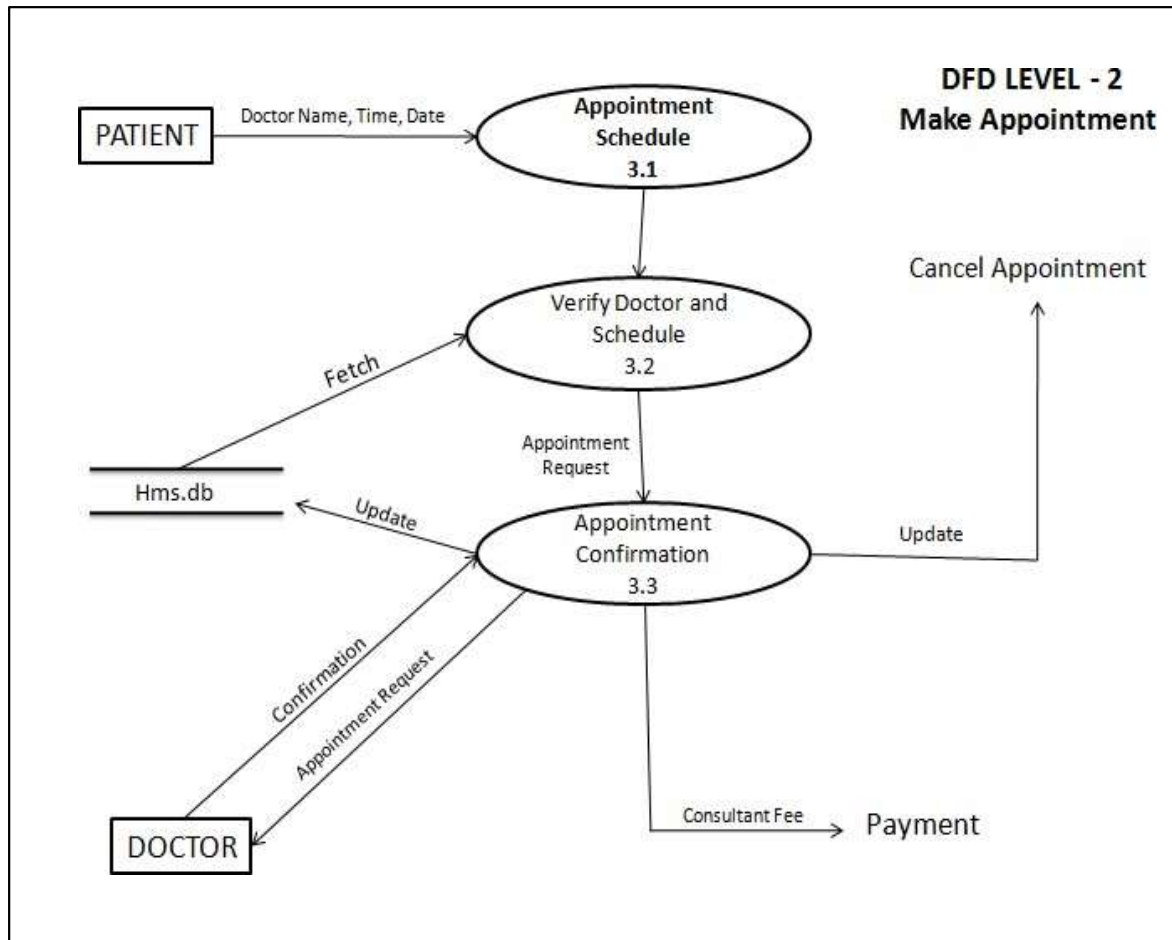 DFD LEVEL - 2
Make Appointment
PATIENT
Doctor Name, Time, Date
Appointment
Schedule
3.1
Cancel Appointment
Verify Doctor and
Schedule
3.2
Fetch
Appointment
Request
Hms.db
Update
Appointment
Confirmation
3.3
Update
Confirmation
Appointment Request
DOCTOR
Consultant Fee
Payment